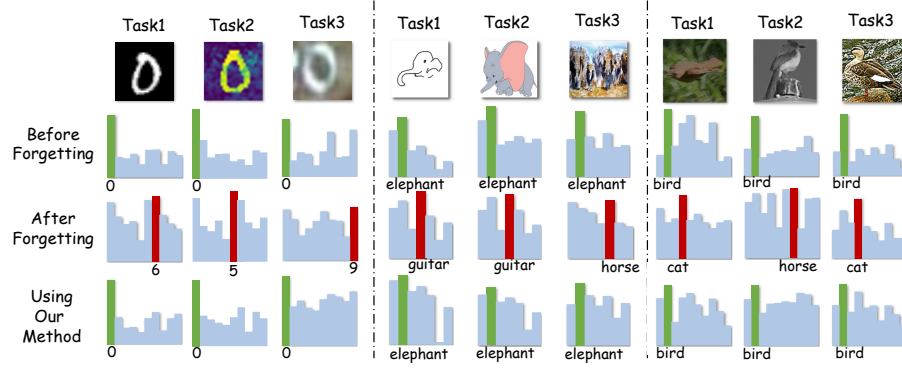 Task1 Task2 Task3 Task1 Task2 Task3 Task1 Task2 Task3
Before
Forgetting
0 0 0 elephant elephant elephant bird bird bird
After
Forgetting
6 5 9 guitar guitar horse cat horse cat
Using
Our
Method
0 0 0 elephant elephant elephant bird bird bird